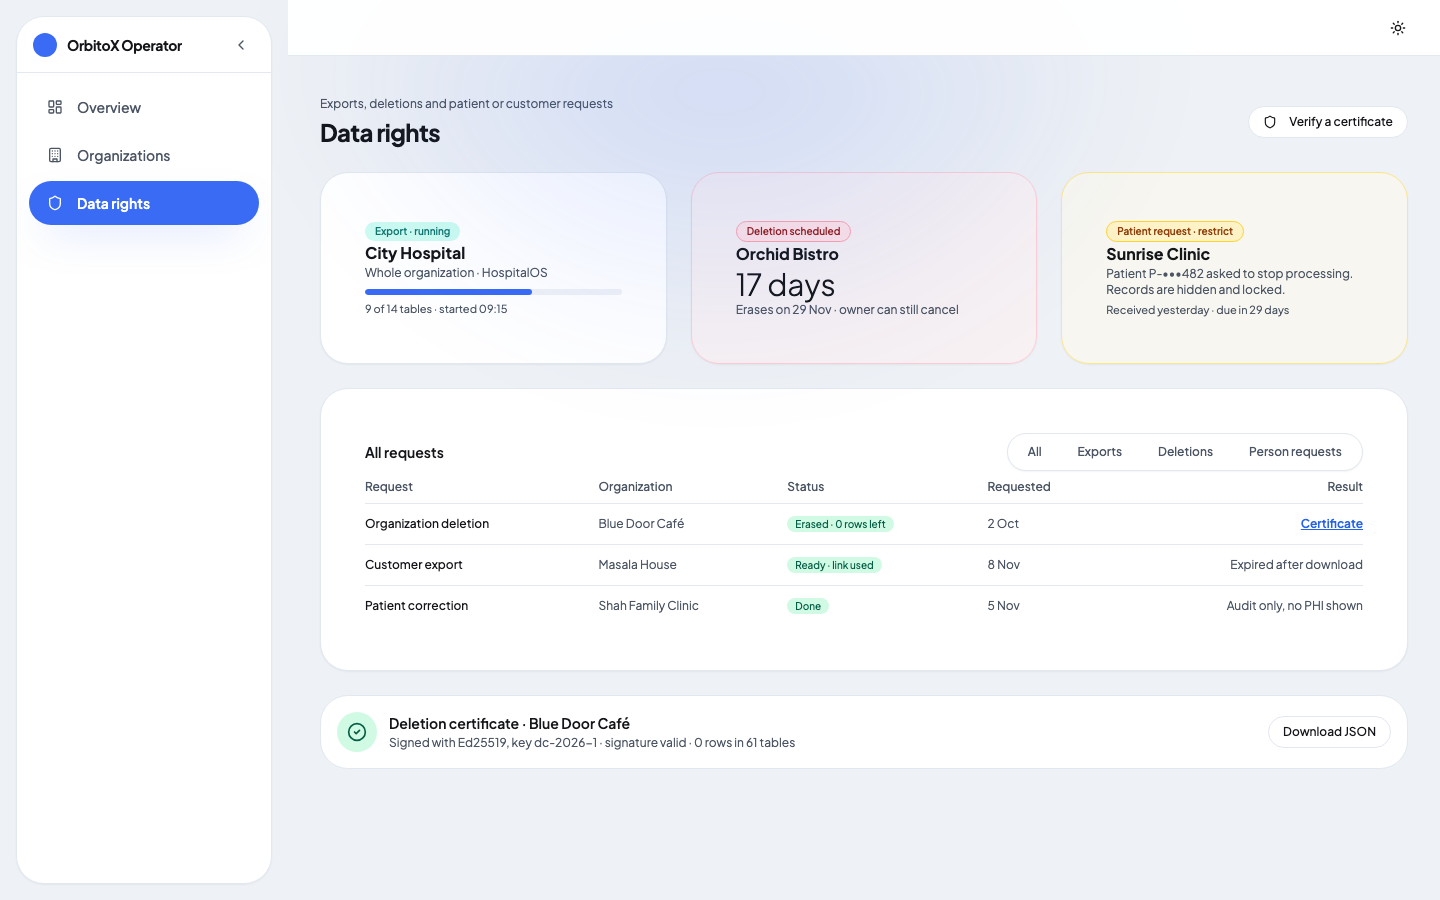 OrbitoX Operator
Overview
Organizations
Data rights
Exports, deletions and patient or customer requests
Data rights
Verify a certificate
Export · running
City Hospital
Whole organization · HospitalOS
9 of 14 tables · started 09:15
Deletion scheduled
Orchid Bistro
17 days
Erases on 29 Nov · owner can still cancel
Patient request · restrict
Sunrise Clinic
Patient P-•••482 asked to stop processing.
Records are hidden and locked.
Received yesterday · due in 29 days
All requests
All Exports Deletions Person requests
Request Organization Status Requested Result
Organization deletion Blue Door Café Erased · 0 rows left 2 Oct Certificate
Customer export Masala House Ready · link used 8 Nov Expired after download
Patient correction Shah Family Clinic Done 5 Nov Audit only, no PHI shown
Deletion certificate · Blue Door Café
Signed with Ed25519, key dc-2026-1 · signature valid · 0 rows in 61 tables
Download JSON